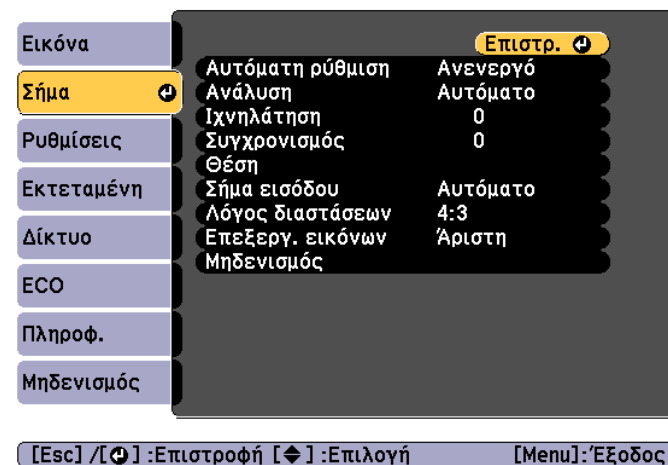 Εικόνα
Σήμα
Ρυθμίσεις
Εκτεταμένη
Δίκτυο
ECO
Πληροφ.
Μηδενισμός
Επιστρ.
Αυτόματη ρύθμιση Ανενεργό
Ανάλυση Αυτόματο
Ιχνηλάτηση 0
Συγχρονισμός 0
Θέση
Σήμα εισόδου Αυτόματο
Λόγος διαστάσεων 4:3
Επεξεργ. εικόνων Άριστη
Μηδενισμός
[Esc] /[⏎] :Επιστροφή [◆] :Επιλογή [Menu]:Έξοδος